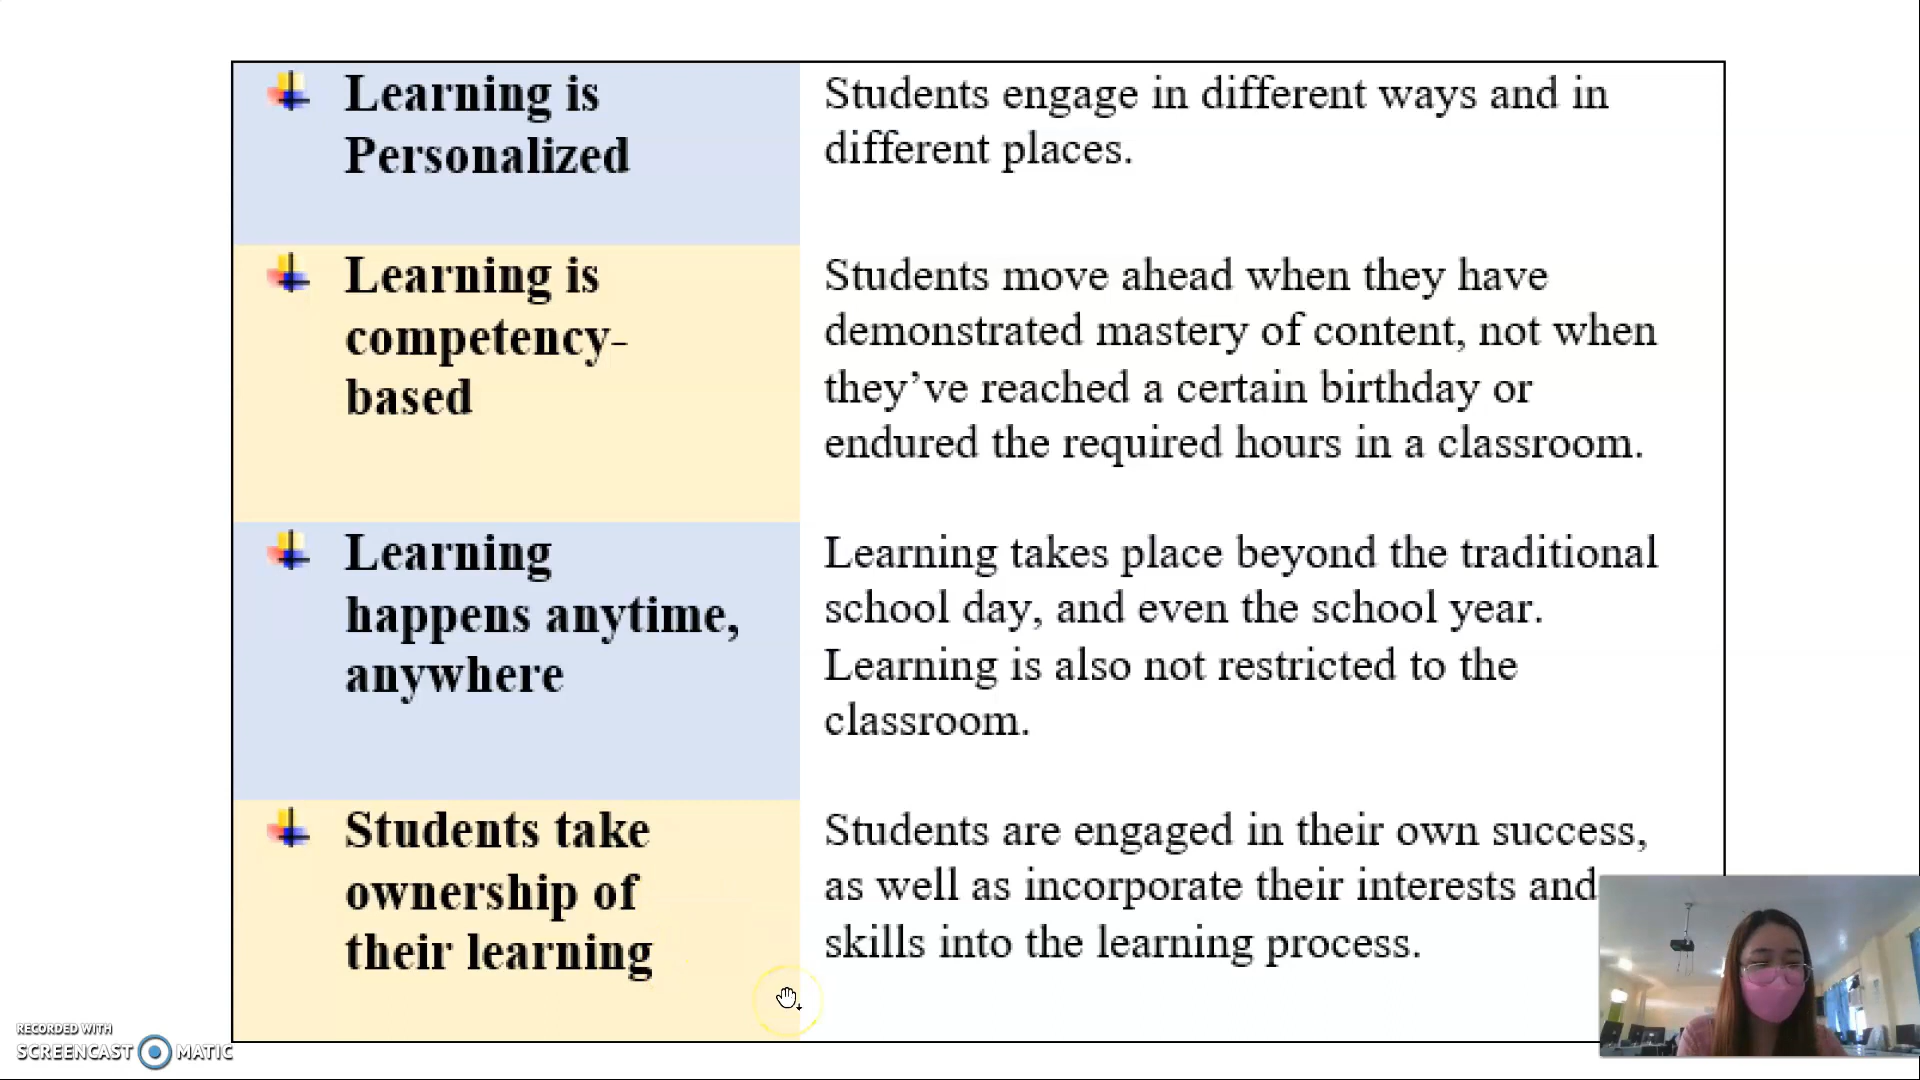 Learning is
Personalized
Students engage in different ways and in
different places.
Learning is
competency-
based
Students move ahead when they have
demonstrated mastery of content, not when
they’ve reached a certain birthday or
endured the required hours in a classroom.
Learning
happens anytime,
anywhere
Learning takes place beyond the traditional
school day, and even the school year.
Learning is also not restricted to the
classroom.
Students take
ownership of
their learning
Students are engaged in their own success,
as well as incorporate their interests and
skills into the learning process.
RECORDED WITH
SCREENCAST MATIC